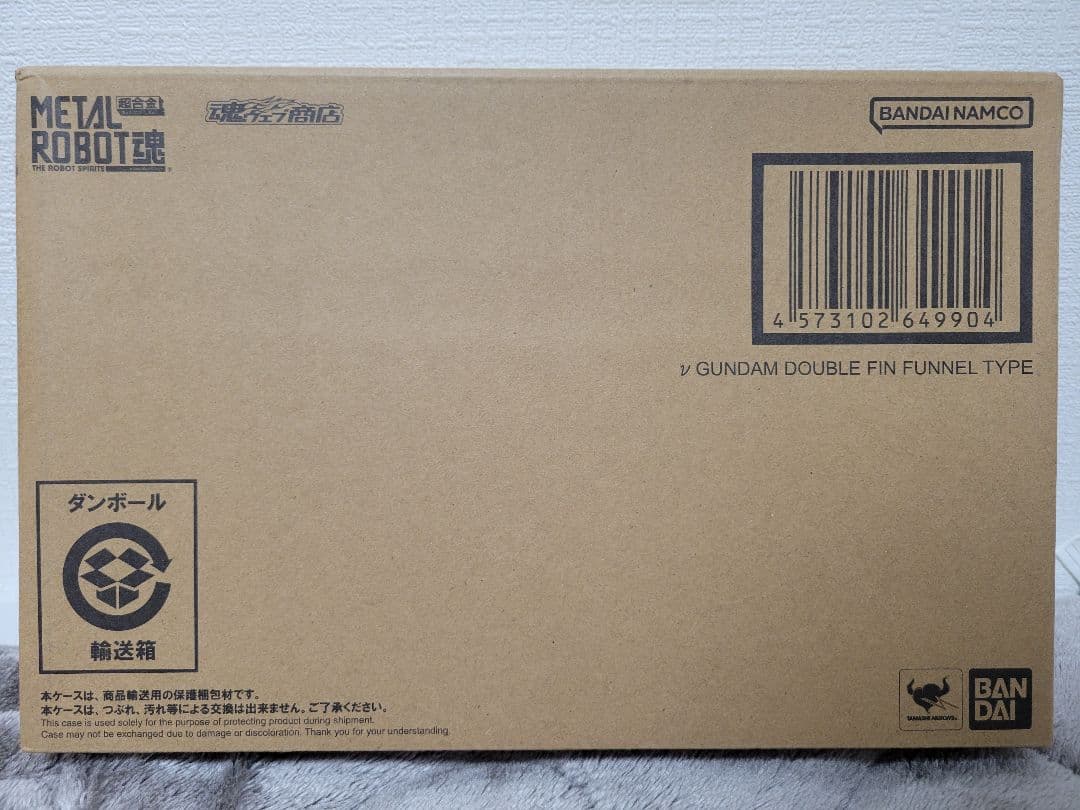 METAL 超合金
ROBOT魂
THE ROBOT SPIRITS
魂ウェブ商店
BANDAI NAMCO
4 573102 649904
ν GUNDAM DOUBLE FIN FUNNEL TYPE
ダンボール
輸送箱
本ケースは、商品輸送用の保護梱包材です。
本ケースは、つぶれ、汚れ等による交換は出来ません。ご了承ください。
This case is used solely for the purpose of protecting product during shipment.
Case may not be exchanged due to damage or discoloration. Thank you for your understanding.
TAMASHII NATIONS
BAN
DAI